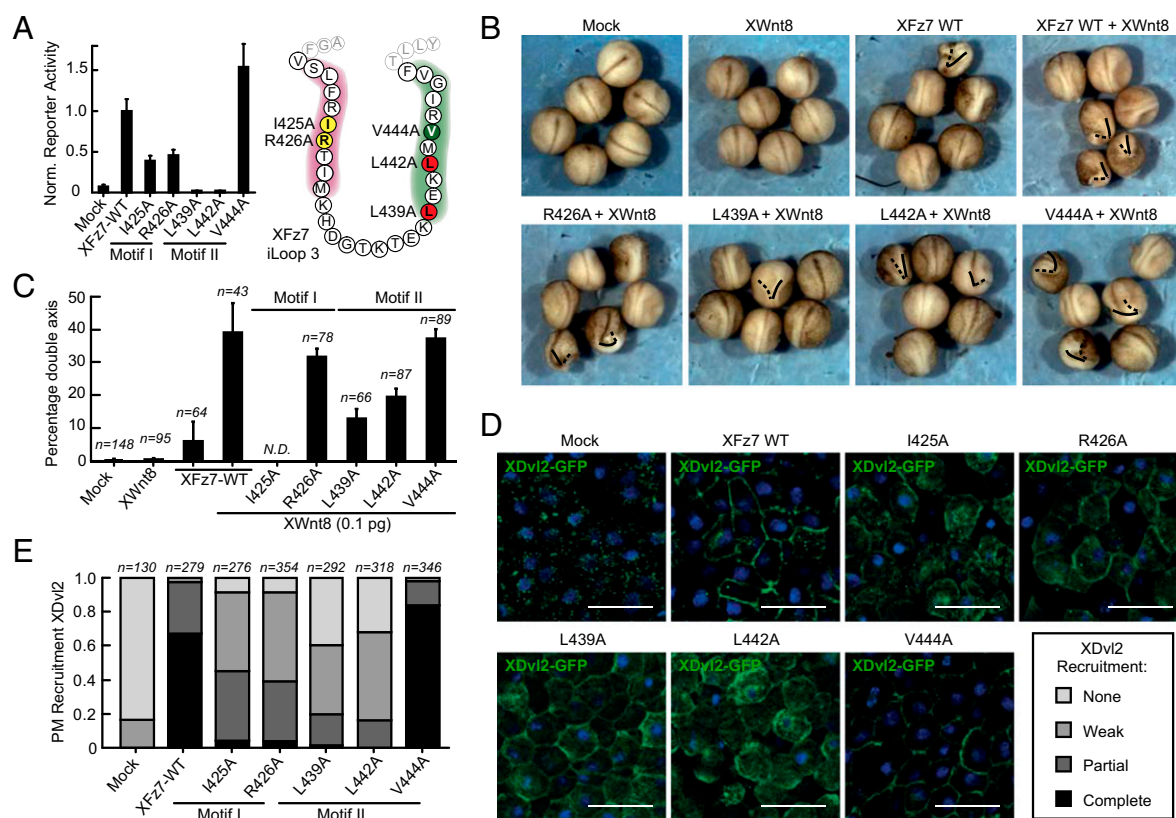 A
Norm. Reporter Activity
1.5
1.0
0.5
0
Mock
XFz7-WT
I425A
R426A
L439A
L442A
V444A
Motif I
Motif II
A
G
F
V
S
L
F
R
I
R
T
I
M
K
H
D
G
T
K
T
E
K
L
E
K
L
M
V
R
I
G
V
F
T
L
L
Y
I425A
R426A
V444A
L442A
L439A
XFz7
iLoop 3
B
Mock
XWnt8
XFz7 WT
XFz7 WT + XWnt8
R426A + XWnt8
L439A + XWnt8
L442A + XWnt8
V444A + XWnt8
C
Percentage double axis
50
40
30
20
10
0
n=148
n=95
n=64
n=43
N.D.
n=78
n=66
n=87
n=89
Motif I
Motif II
Mock
XWnt8
XFz7-WT
I425A
R426A
L439A
L442A
V444A
XWnt8 (0.1 pg)
D
Mock
XFz7 WT
I425A
R426A
XDvl2-GFP
XDvl2-GFP
XDvl2-GFP
XDvl2-GFP
L439A
L442A
V444A
XDvl2-GFP
XDvl2-GFP
XDvl2-GFP
XDvl2
Recruitment:
None
Weak
Partial
Complete
E
PM Recruitment XDvl2
n=130
n=279
n=276
n=354
n=292
n=318
n=346
1.0
0.8
0.6
0.4
0.2
0
Mock
XFz7-WT
I425A
R426A
L439A
L442A
V444A
Motif I
Motif II